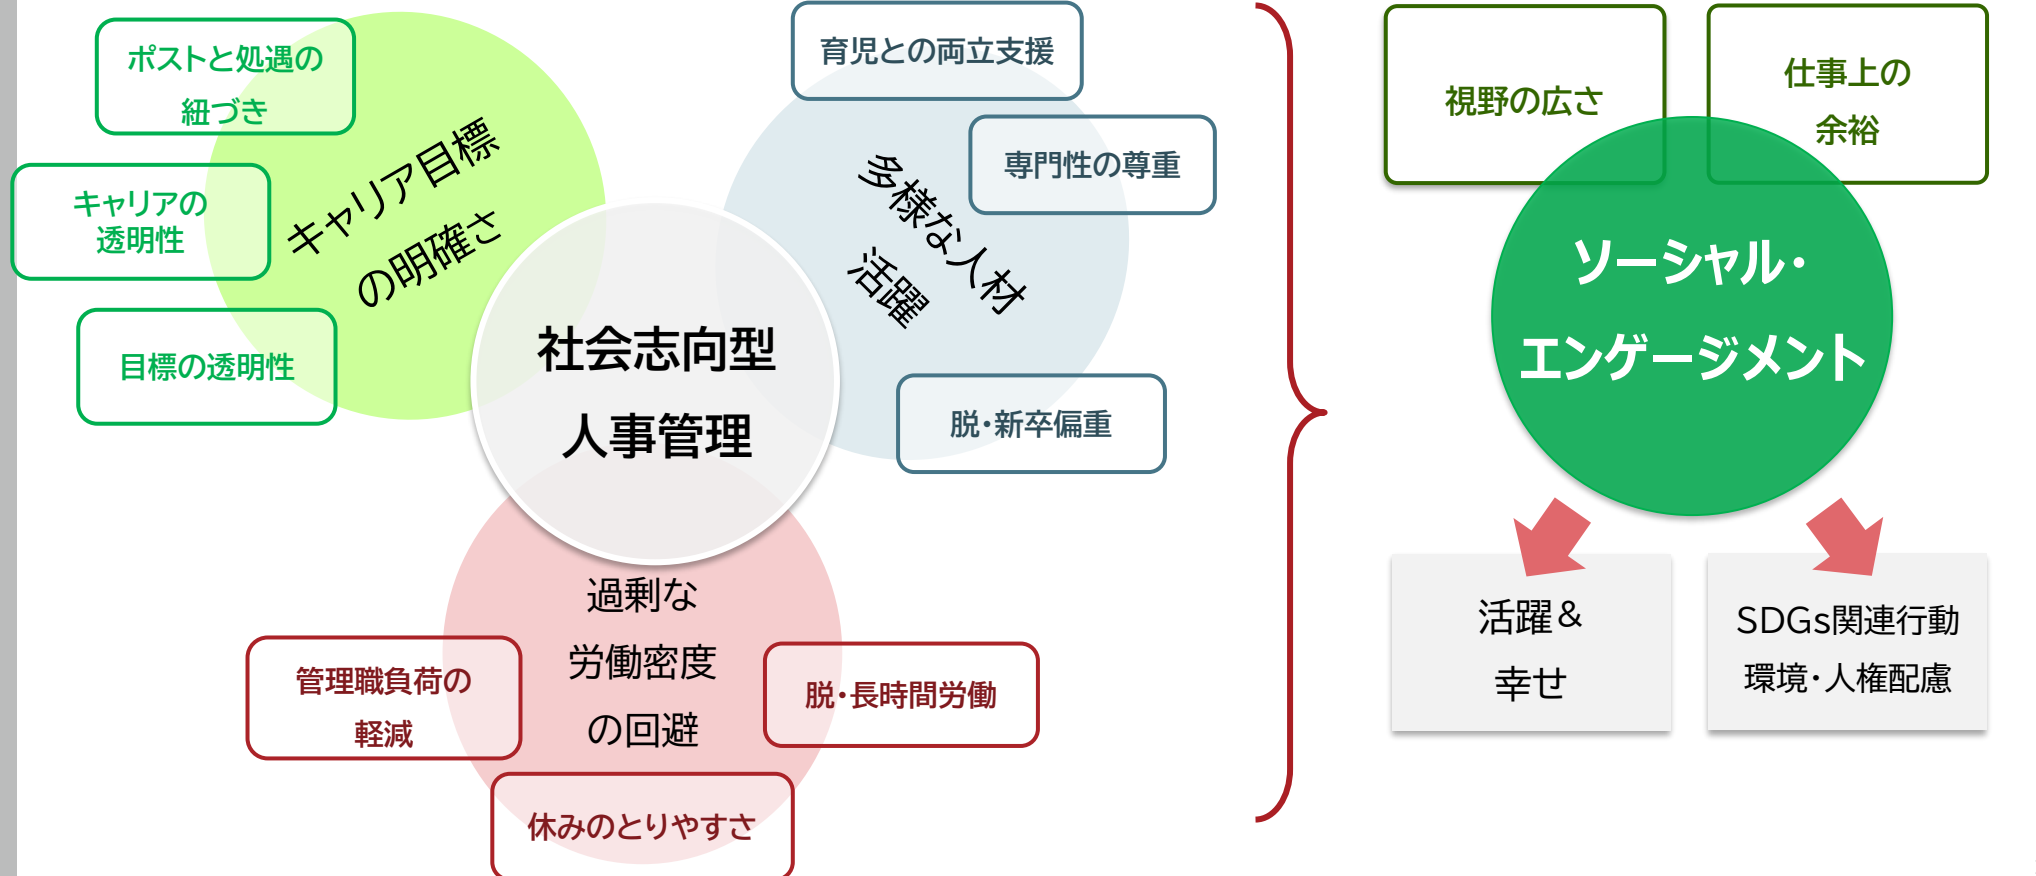 ポストと処遇の
紐づき
キャリアの
透明性
目標の透明性
キャリア目標
の明確さ
育児との両立支援
専門性の尊重
多様な人材
活躍
脱・新卒偏重
社会志向型
人事管理
過剰な
労働密度
の回避
管理職負荷の
軽減
脱・長時間労働
休みのとりやすさ
視野の広さ
仕事上の
余裕
ソーシャル・
エンゲージメント
活躍＆
幸せ
SDGs関連行動
環境・人権配慮